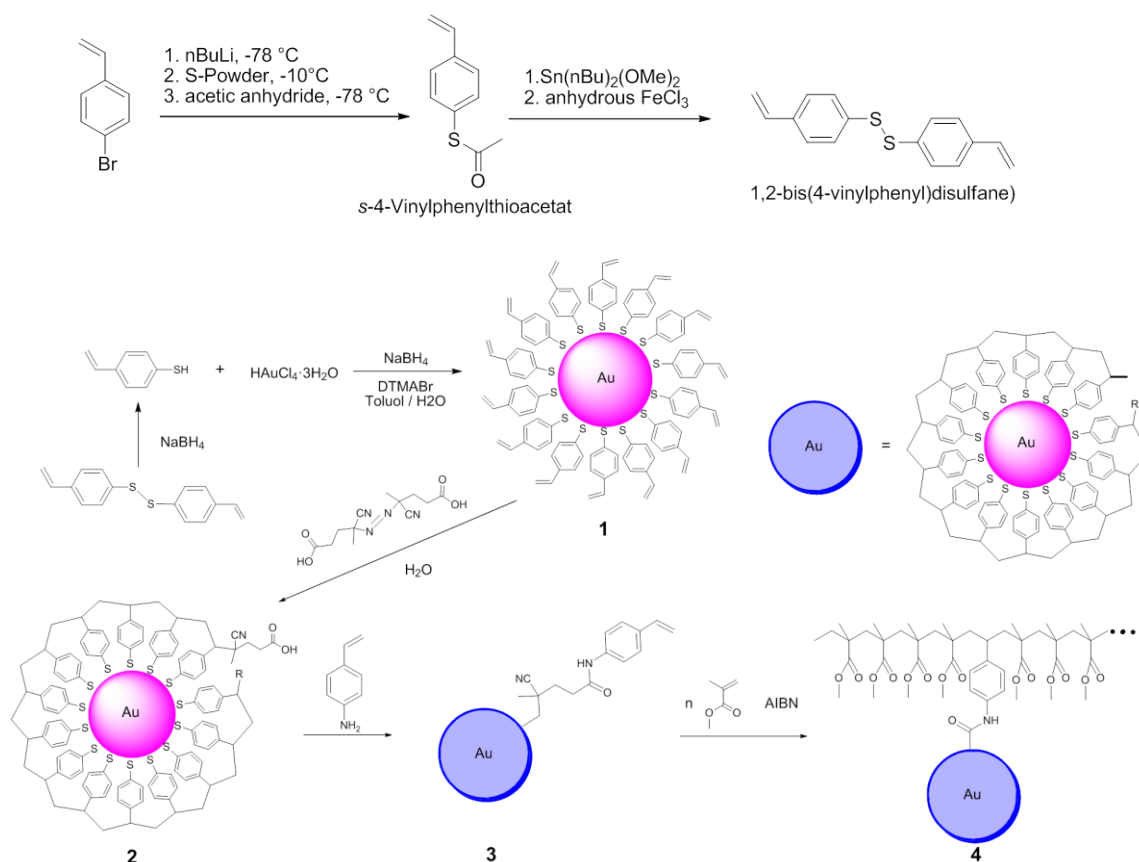 1. nBuLi, -78 °C
2. S-Powder, -10°C
3. acetic anhydride, -78 °C
Br
S
O
s-4-Vinylphenylthioacetat
1.Sn(nBu)2(OMe)2
2. anhydrous FeCl3
S
S
1,2-bis(4-vinylphenyl)disulfane)
SH
+
HAuCl4·3H2O
NaBH4
DTMABr
Toluol / H2O
NaBH4
S
S
S S S S S S S S S S S S S S S S
Au
1
Au
=
S S S S S S S S S S S S S S S S
Au
R
O
OH
CN
N
N
CN
O
HO
H2O
S S S S S S S S S S S S S S S S
Au
R
CN
O
OH
2
NH2
HN
O
CN
Au
3
n
O
O
AIBN
•••
O O O O O O O O O O O O
NH
O
Au
4